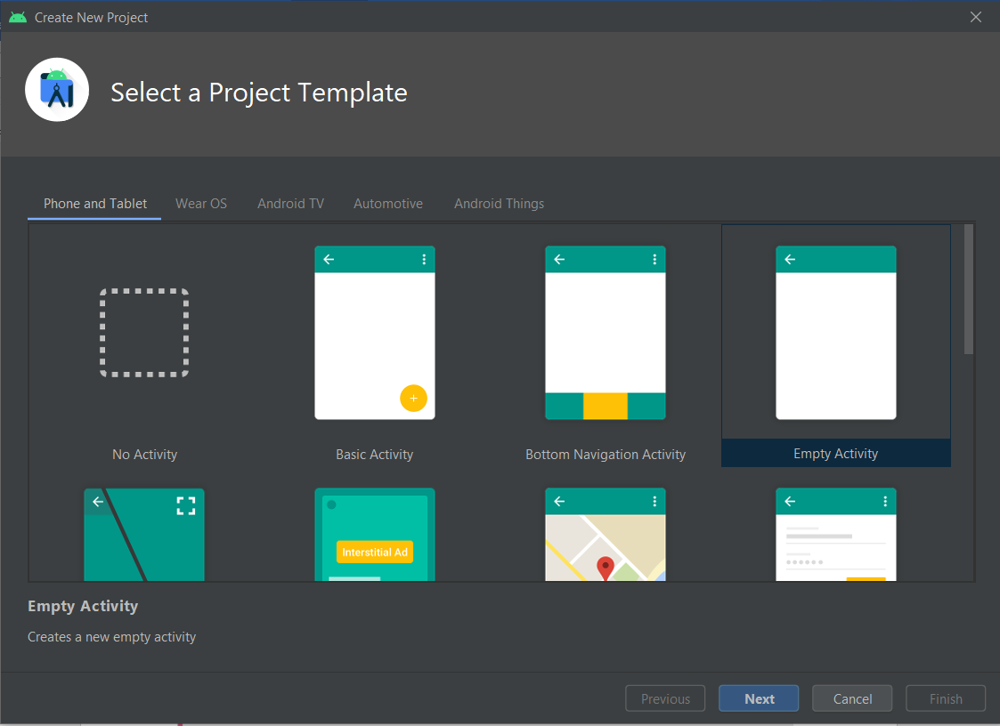 Create New Project
Select a Project Template
Phone and Tablet Wear OS Android TV Automotive Android Things
No Activity Basic Activity Bottom Navigation Activity Empty Activity
Interstitial Ad
Empty Activity
Creates a new empty activity
Previous Next Cancel Finish